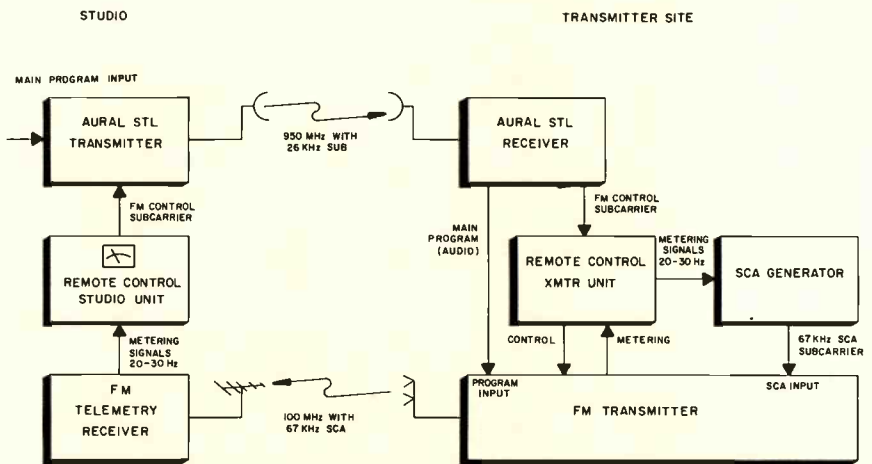 STUDIO
TRANSMITTER SITE
MAIN PROGRAM INPUT
AURAL STL
TRANSMITTER
950 MHz WITH
26 KHz SUB
AURAL STL
RECEIVER
FM CONTROL
SUBCARRIER
FM CONTROL
SUBCARRIER
MAIN
PROGRAM
(AUDIO)
REMOTE CONTROL
STUDIO UNIT
REMOTE CONTROL
XMTR UNIT
METERING
SIGNALS
20-30 Hz
SCA GENERATOR
METERING
SIGNALS
20-30 Hz
CONTROL
METERING
67 KHz SCA
SUBCARRIER
FM
TELEMETRY
RECEIVER
100 MHz WITH
67 KHz SCA
PROGRAM
INPUT
SCA INPUT
FM TRANSMITTER